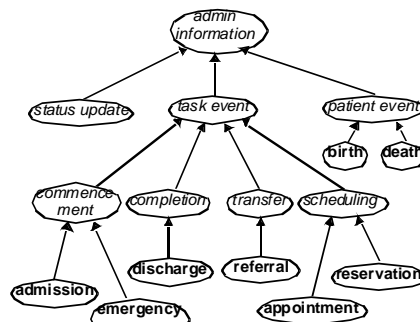 admin
information
status update
task event
patient event
birth
death
commence
ment
completion
transfer
scheduling
admission
discharge
referral
reservation
emergency
appointment